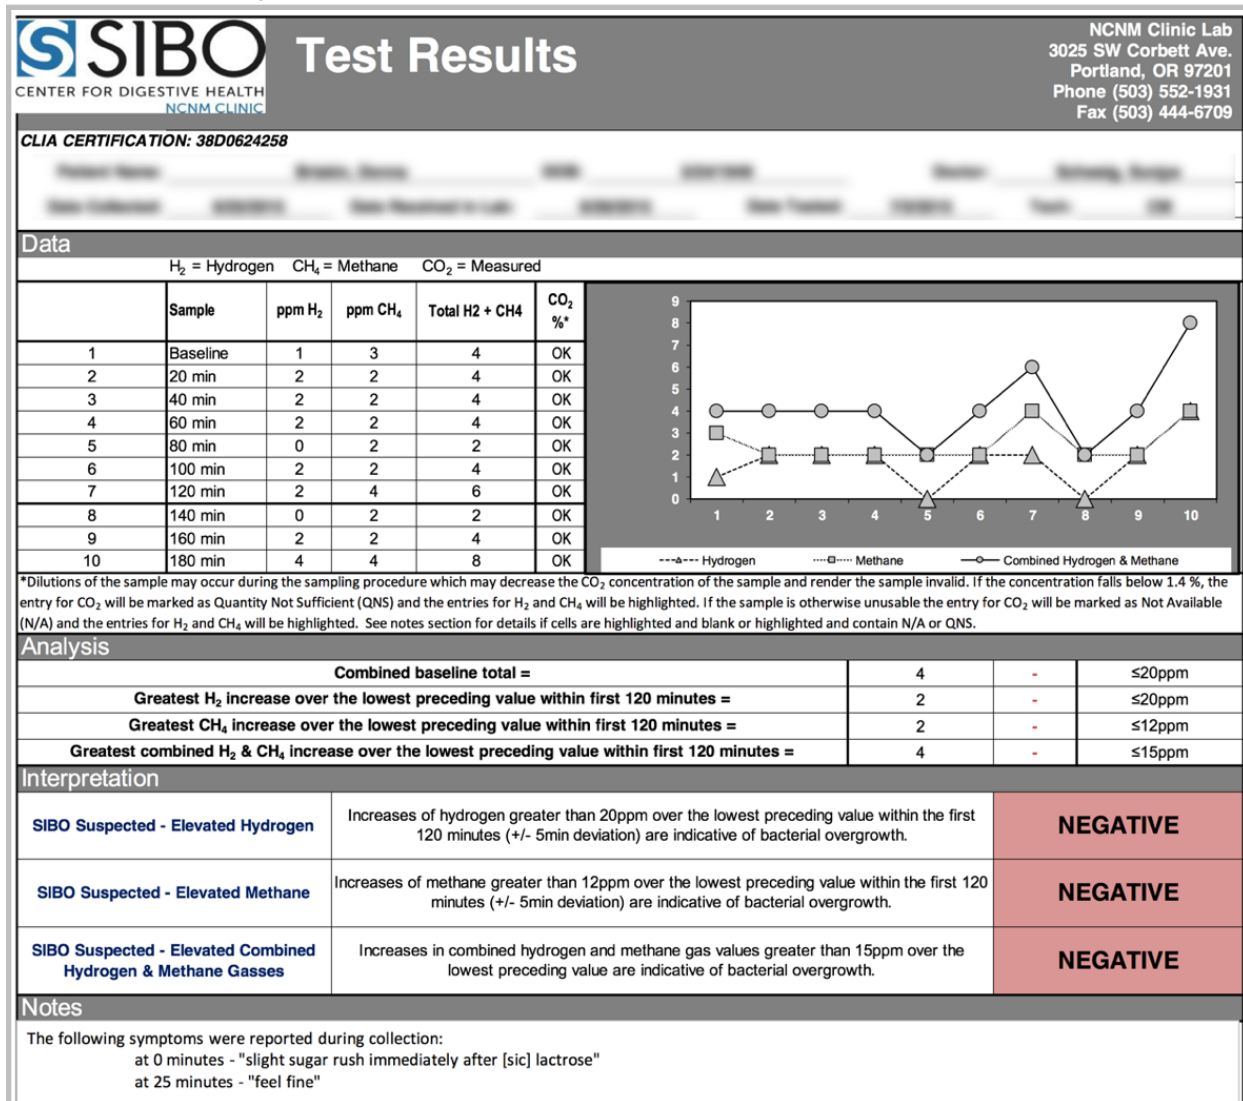 SIBO
CENTER FOR DIGESTIVE HEALTH
NCNM CLINIC
Test Results
NCNM Clinic Lab
3025 SW Corbett Ave.
Portland, OR 97201
Phone (503) 552-1931
Fax (503) 444-6709
CLIA CERTIFICATION: 38D0624258
Data
H₂ = Hydrogen CH₄ = Methane CO₂ = Measured
Sample ppm H₂ ppm CH₄ Total H2 + CH4 CO₂ %*
1 Baseline 1 3 4 OK
2 20 min 2 2 4 OK
3 40 min 2 2 4 OK
4 60 min 2 2 4 OK
5 80 min 0 2 2 OK
6 100 min 2 2 4 OK
7 120 min 2 4 6 OK
8 140 min 0 2 2 OK
9 160 min 2 2 4 OK
10 180 min 4 4 8 OK
9
8
7
6
5
4
3
2
1
0
1 2 3 4 5 6 7 8 9 10
Hydrogen Methane Combined Hydrogen & Methane
*Dilutions of the sample may occur during the sampling procedure which may decrease the CO₂ concentration of the sample and render the sample invalid. If the concentration falls below 1.4 %, the
entry for CO₂ will be marked as Quantity Not Sufficient (QNS) and the entries for H₂ and CH₄ will be highlighted. If the sample is otherwise unusable the entry for CO₂ will be marked as Not Available
(N/A) and the entries for H₂ and CH₄ will be highlighted. See notes section for details if cells are highlighted and blank or highlighted and contain N/A or QNS.
Analysis
Combined baseline total = 4 - ≤20ppm
Greatest H₂ increase over the lowest preceding value within first 120 minutes = 2 - ≤20ppm
Greatest CH₄ increase over the lowest preceding value within first 120 minutes = 2 - ≤12ppm
Greatest combined H₂ & CH₄ increase over the lowest preceding value within first 120 minutes = 4 - ≤15ppm
Interpretation
SIBO Suspected - Elevated Hydrogen
Increases of hydrogen greater than 20ppm over the lowest preceding value within the first
120 minutes (+/- 5min deviation) are indicative of bacterial overgrowth.
NEGATIVE
SIBO Suspected - Elevated Methane
Increases of methane greater than 12ppm over the lowest preceding value within the first 120
minutes (+/- 5min deviation) are indicative of bacterial overgrowth.
NEGATIVE
SIBO Suspected - Elevated Combined
Hydrogen & Methane Gasses
Increases in combined hydrogen and methane gas values greater than 15ppm over the
lowest preceding value are indicative of bacterial overgrowth.
NEGATIVE
Notes
The following symptoms were reported during collection:
at 0 minutes - "slight sugar rush immediately after [sic] lactrose"
at 25 minutes - "feel fine"